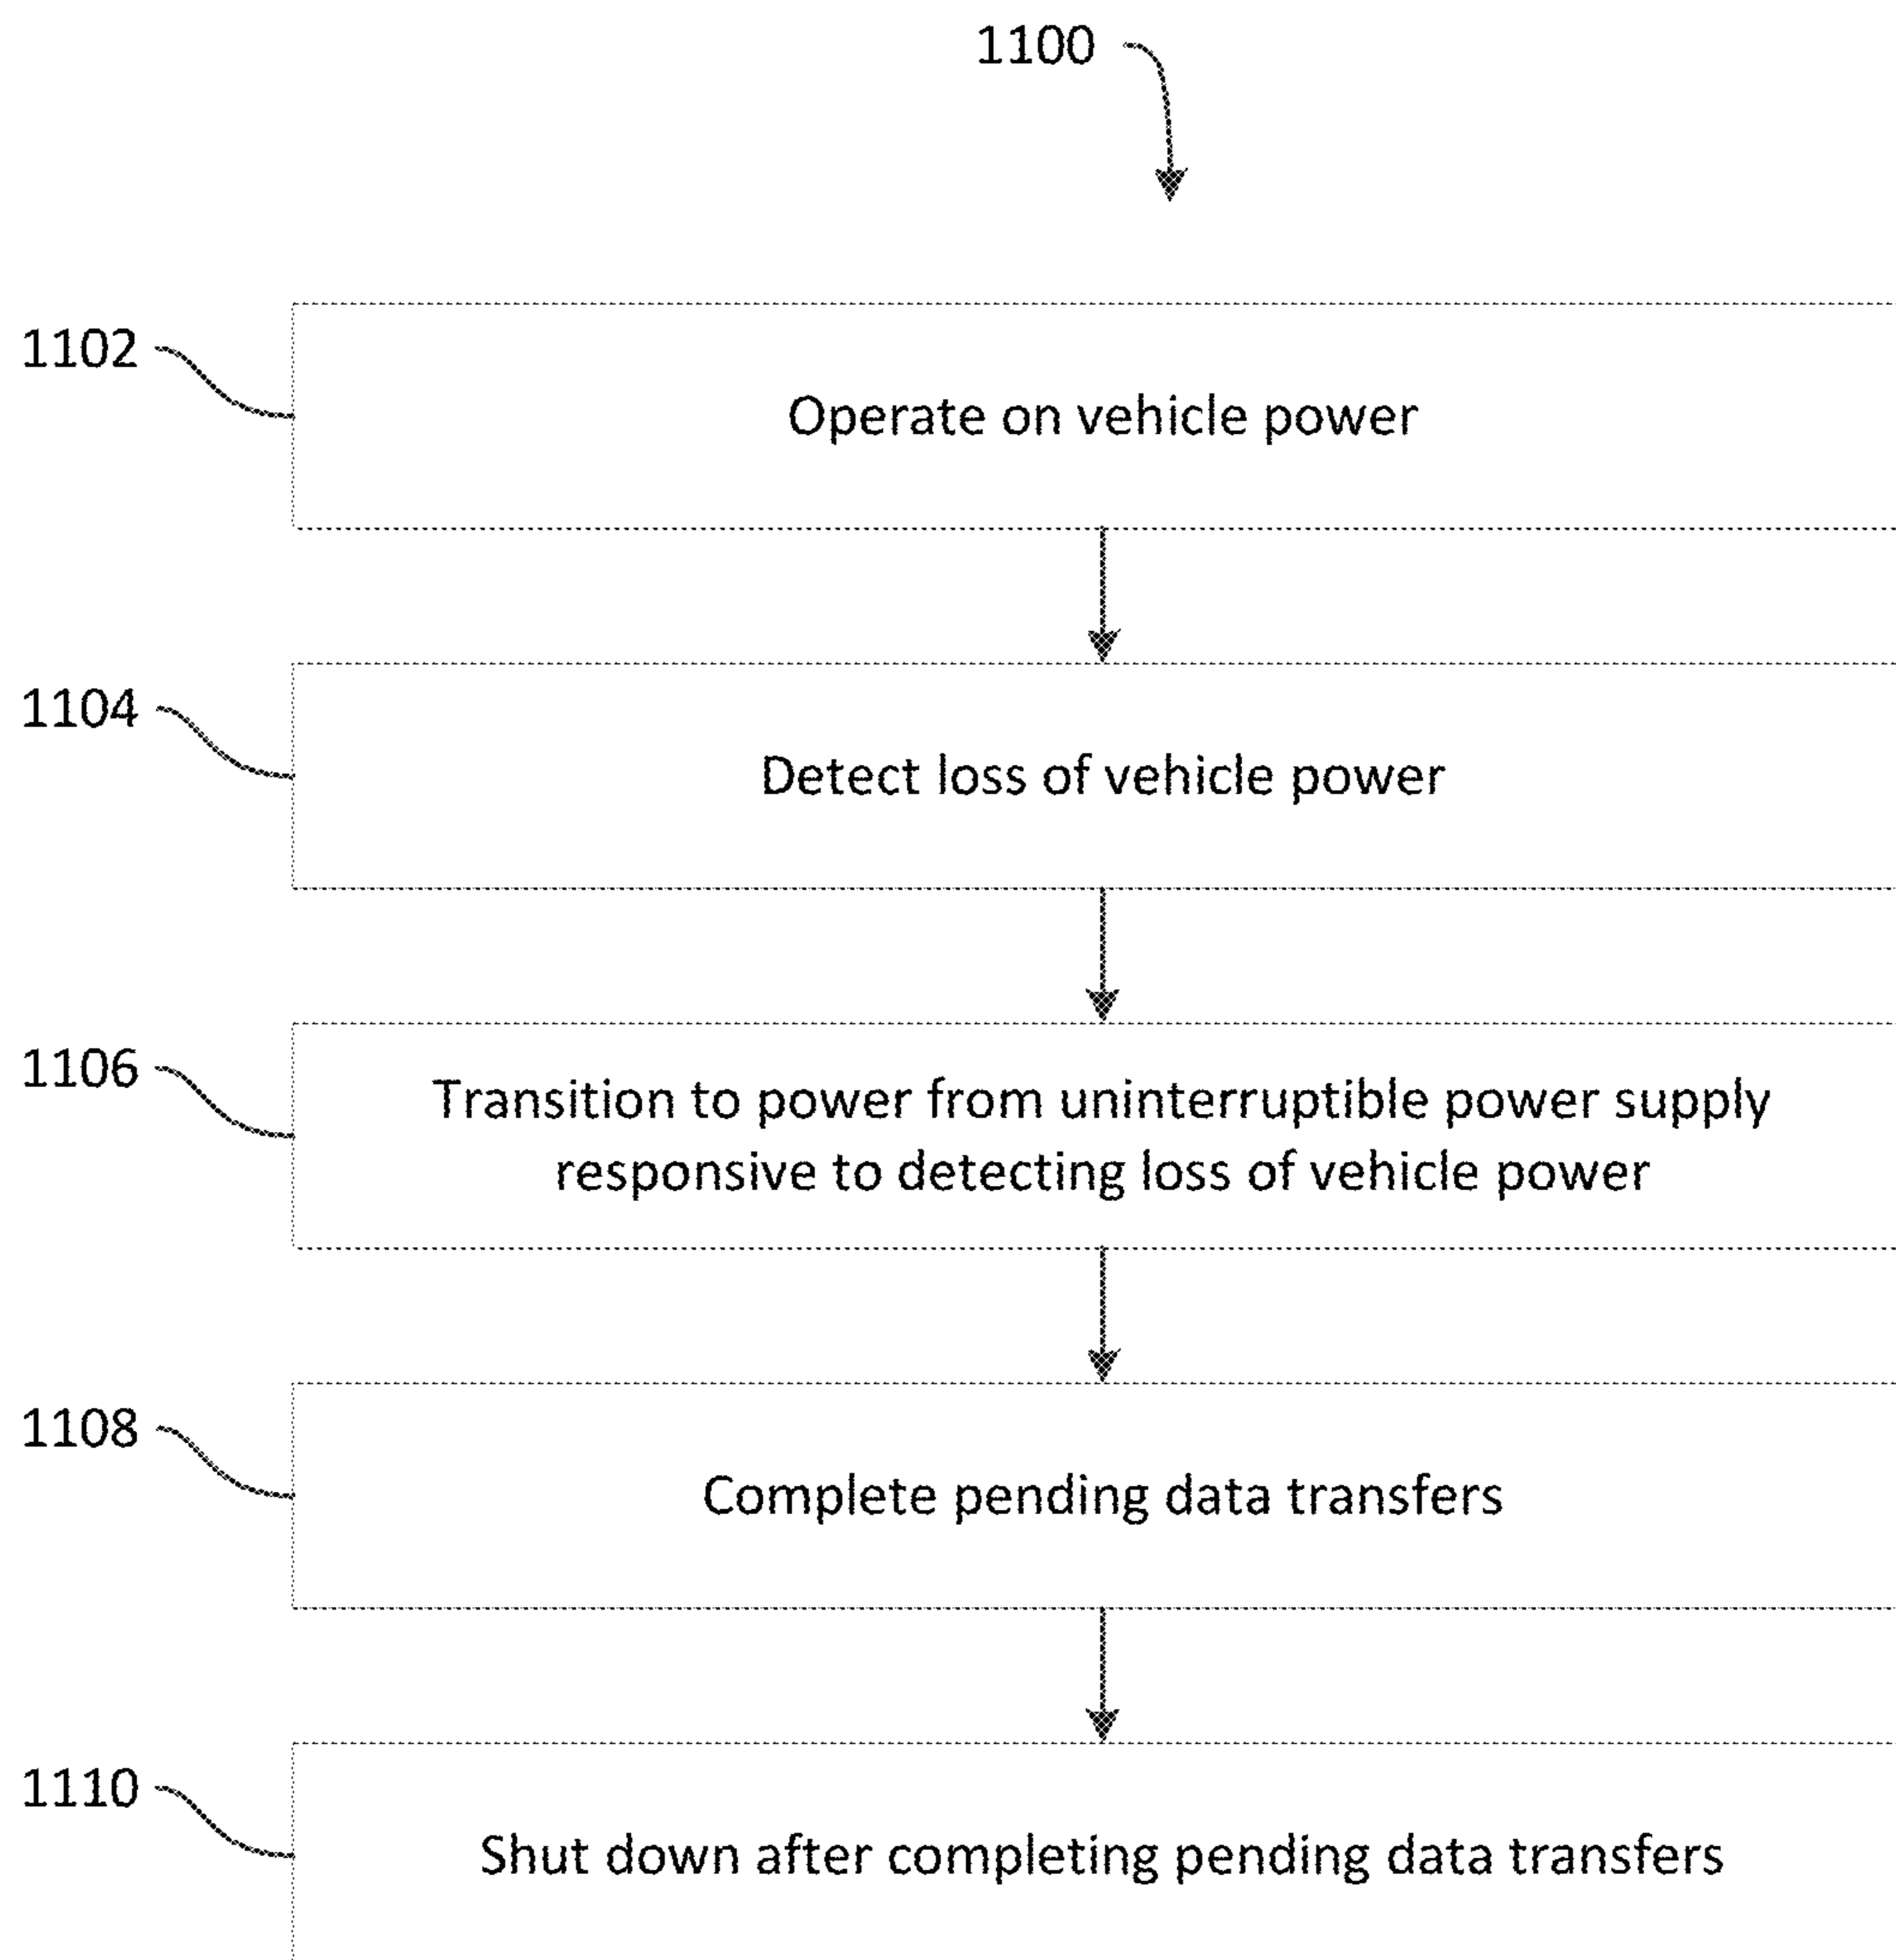 1100
1102
Operate on vehicle power
1104
Detect loss of vehicle power
1106
Transition to power from uninterruptible power supply
responsive to detecting loss of vehicle power
1108
Complete pending data transfers
1110
Shut down after completing pending data transfers